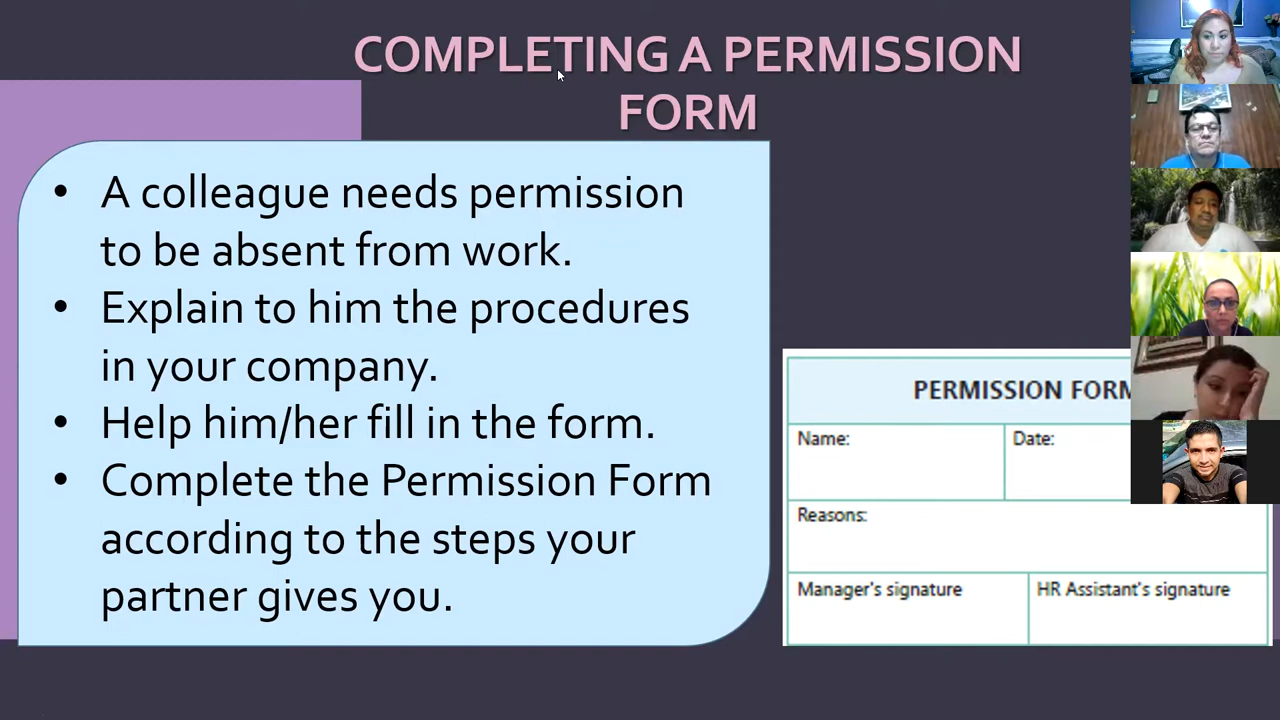 COMPLETING A PERMISSION
FORM
• A colleague needs permission
to be absent from work.
• Explain to him the procedures
in your company.
• Help him/her fill in the form.
• Complete the Permission Form
according to the steps your
partner gives you.
PERMISSION FORM
Name:
Date:
Reasons:
Manager's signature
HR Assistant's signature